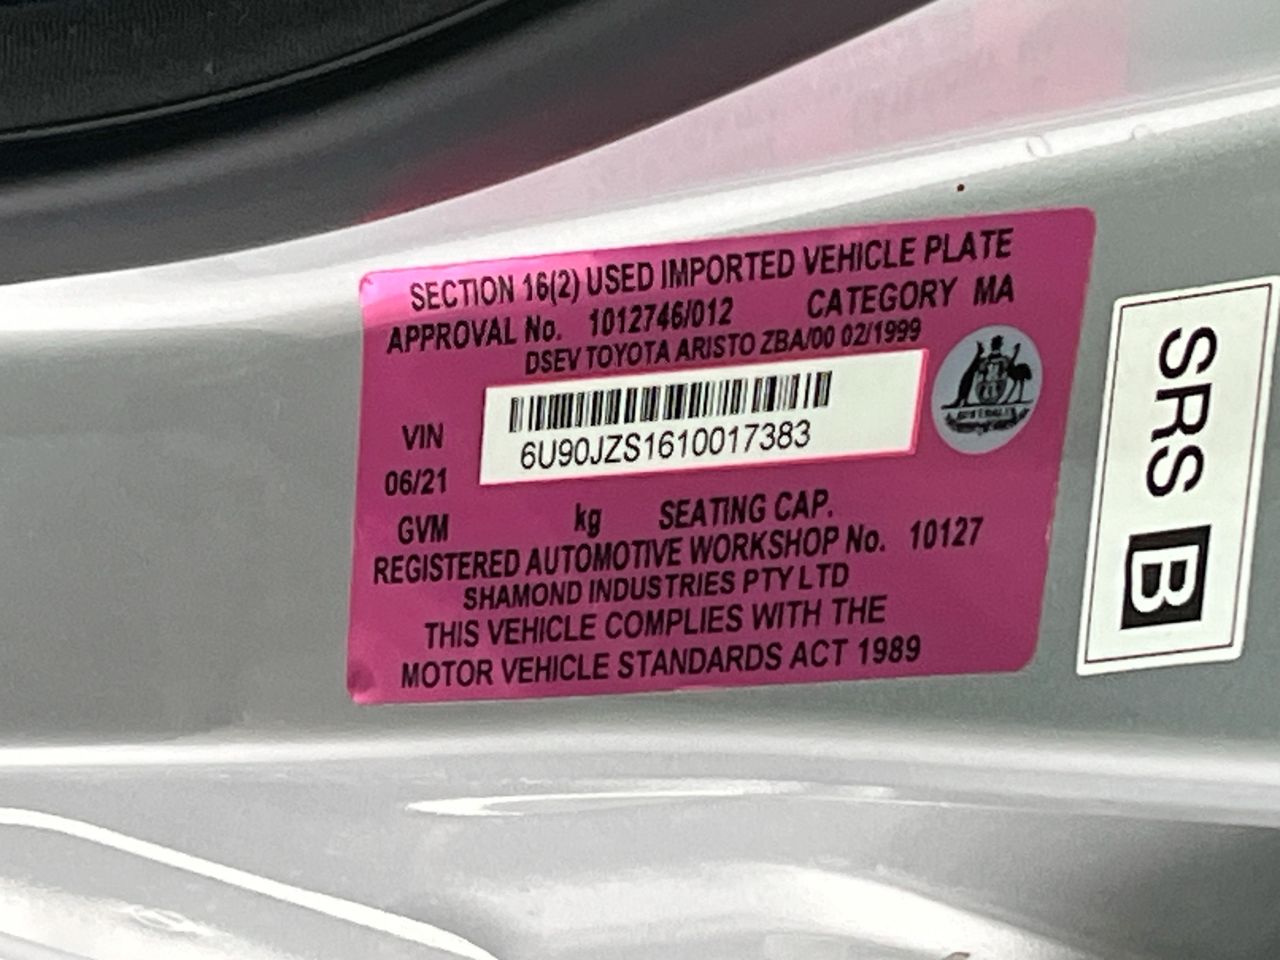 SECTION 16(2) USED IMPORTED VEHICLE PLATE
APPROVAL No. 1012746/012 CATEGORY MA
DSEV TOYOTA ARISTO ZBA/00 02/1999
VIN 6U90JZS1610017383
06/21
GVM kg SEATING CAP.
REGISTERED AUTOMOTIVE WORKSHOP No. 10127
SHAMOND INDUSTRIES PTY LTD
THIS VEHICLE COMPLIES WITH THE
MOTOR VEHICLE STANDARDS ACT 1989
SRS B